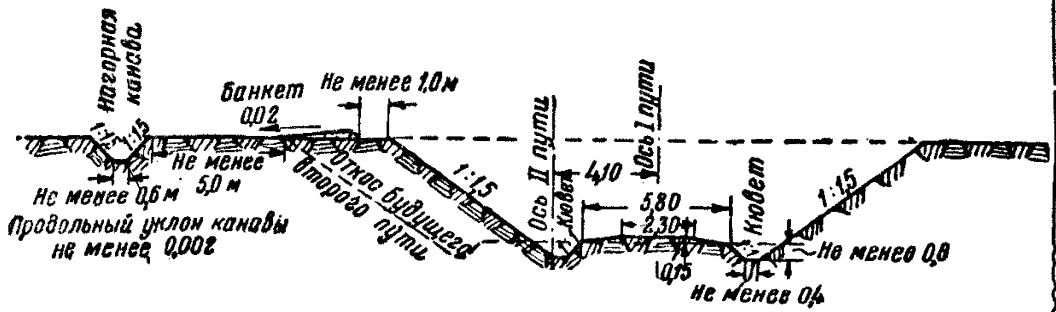 Нагорная
канава
1:1,5
1:1,5
Банкет
0,02
Не менее 1,0 м
Не менее
5,0 м
Не менее 0,6 м
Продольный уклон канавы
не менее 0,002
Откос будущего
второго пути
1:1,5
Ось II пути
Кювет
4,10
Ось I пути
5,80
2,30
0,15
Кювет
1:1,5
Не менее 0,8
Не менее 0,4